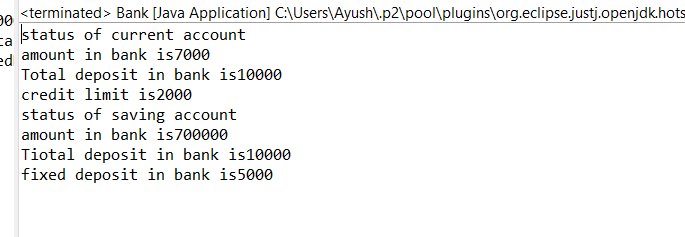 <terminated> Bank [Java Application] C:\Users\Ayush\.p2\pool\plugins\org.eclipse.justj.openjdk.hots
status of current account
amount in bank is7000
Total deposit in bank is10000
credit limit is2000
status of saving account
amount in bank is700000
Tiotal deposit in bank is10000
fixed deposit in bank is5000